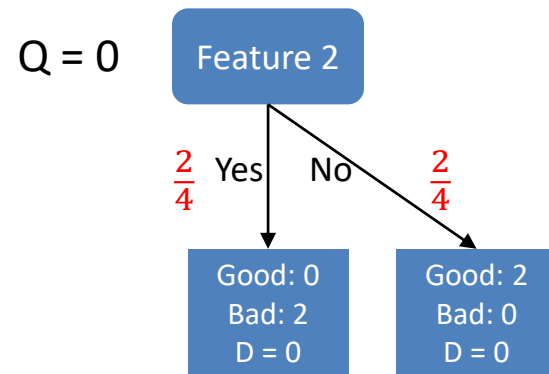 Q = 0
Feature 2
2/4 Yes No 2/4
Good: 0
Bad: 2
D = 0
Good: 2
Bad: 0
D = 0